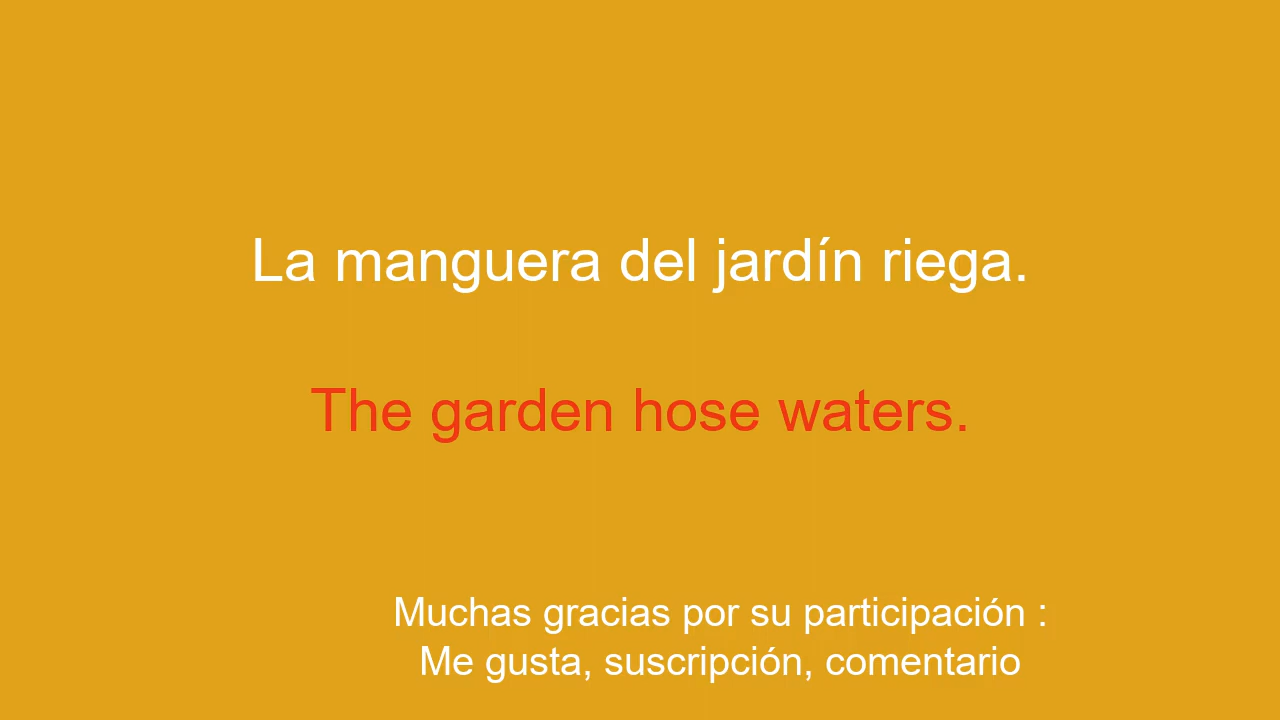 La manguera del jardín riega.
The garden hose waters.
Muchas gracias por su participación :
Me gusta, suscripción, comentario